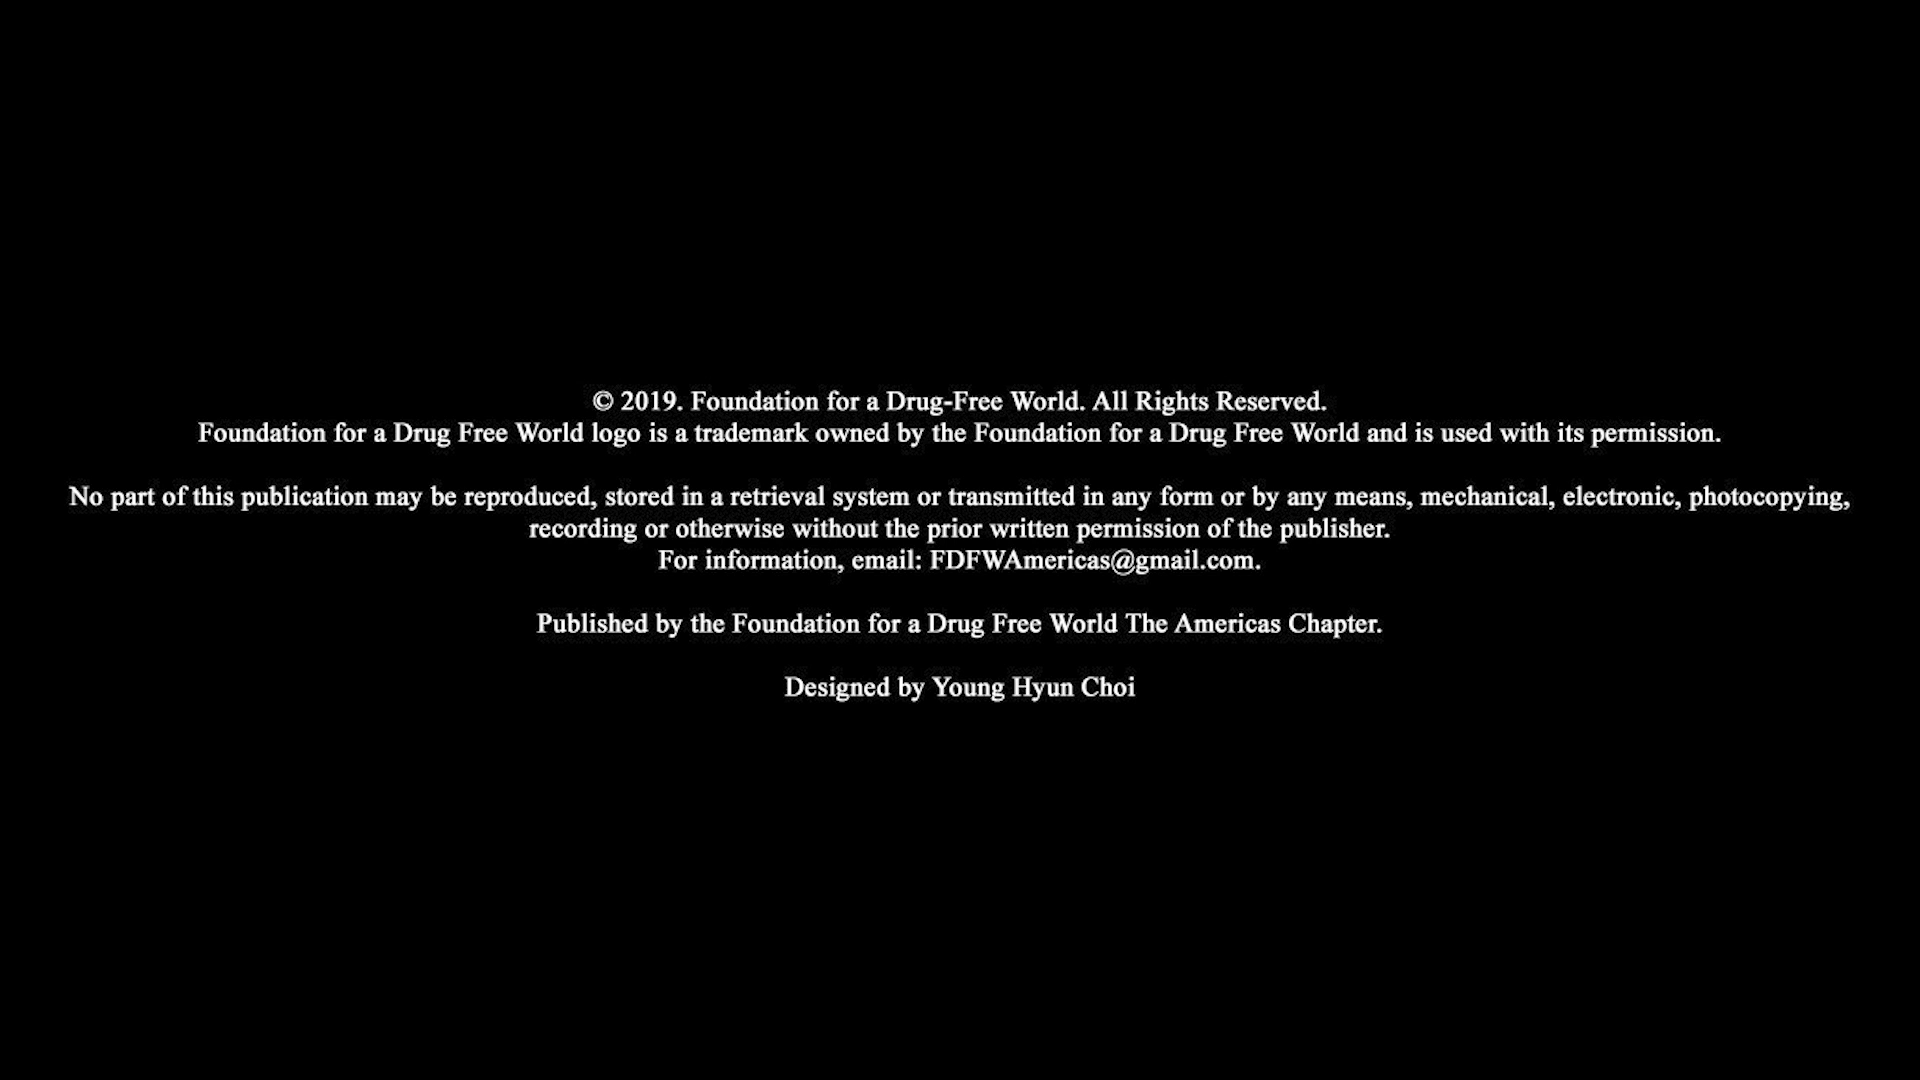 © 2019. Foundation for a Drug-Free World. All Rights Reserved.
Foundation for a Drug Free World logo is a trademark owned by the Foundation for a Drug Free World and is used with its permission.
No part of this publication may be reproduced, stored in a retrieval system or transmitted in any form or by any means, mechanical, electronic, photocopying,
recording or otherwise without the prior written permission of the publisher.
For information, email: FDFWAmericas@gmail.com.
Published by the Foundation for a Drug Free World The Americas Chapter.
Designed by Young Hyun Choi